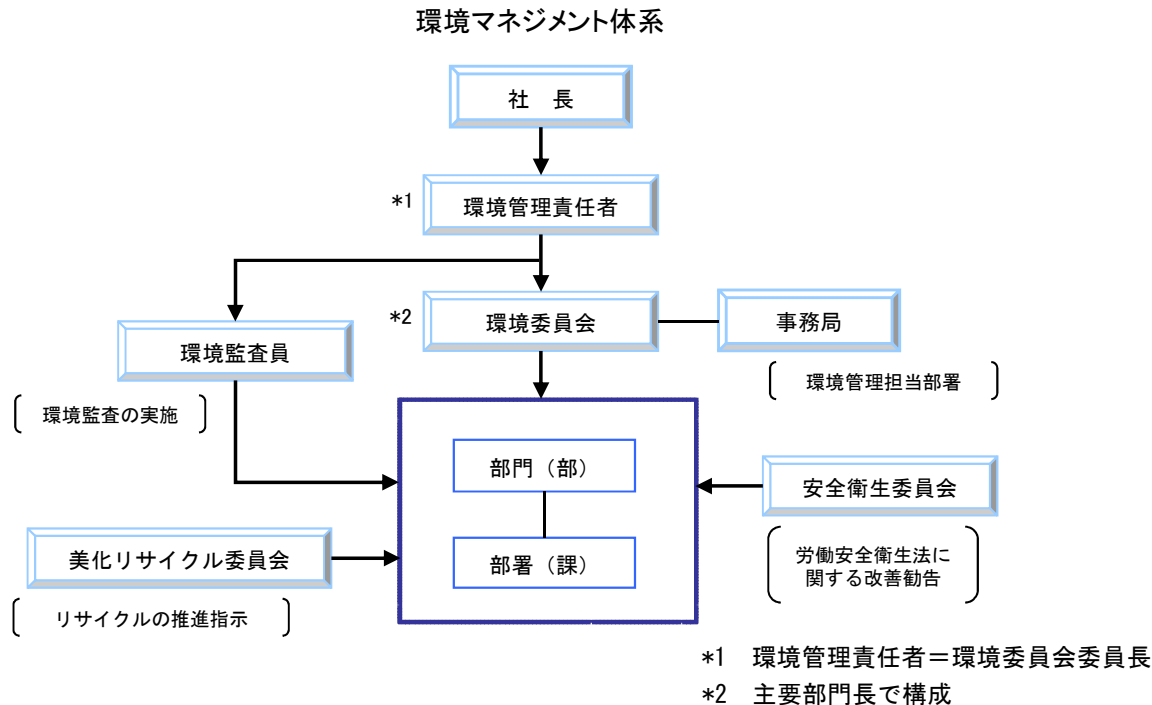 環境マネジメント体系
社　長
*1
環境管理責任者
*2
環境委員会
事務局
環境監査員
環境管理担当部署
環境監査の実施
部門（部）
安全衛生委員会
美化リサイクル委員会
部署（課）
労働安全衛生法に
関する改善勧告
リサイクルの推進指示
*1　環境管理責任者＝環境委員会委員長
*2　主要部門長で構成